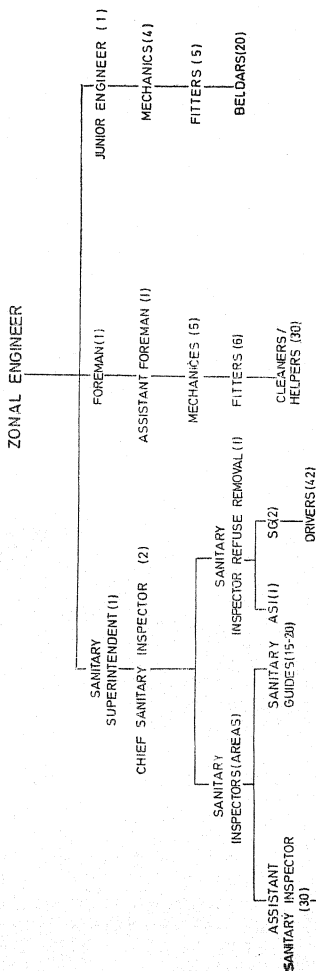 ZONAL ENGINEER
SANITARY
SUPERINTENDENT (1)
CHIEF SANITARY INSPECTOR (2)
SANITARY
INSPECTORS (AREAS)
ASSISTANT
SANITARY INSPECTOR
(30)
SANITARY
GUIDES (15-20)
SANITARY
INSPECTOR REFUSE REMOVAL (1)
ASI (1)
SG (2)
DRIVERS (42)
FOREMAN (1)
ASSISTANT FOREMAN (1)
MECHANICES (5)
FITTERS (6)
CLEANERS/
HELPERS (30)
JUNIOR ENGINEER (1)
MECHANICS (4)
FITTERS (5)
BELDARS (20)